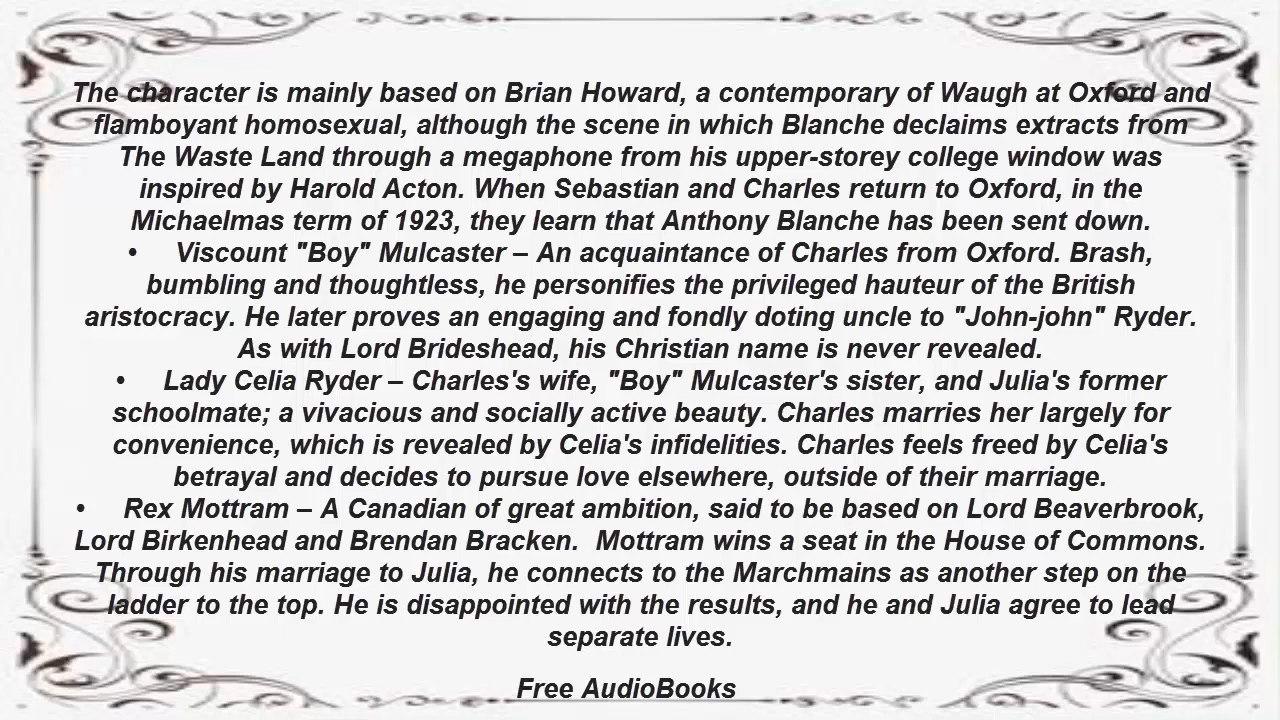 The character is mainly based on Brian Howard, a contemporary of Waugh at Oxford and
flamboyant homosexual, although the scene in which Blanche declaims extracts from
The Waste Land through a megaphone from his upper-storey college window was
inspired by Harold Acton. When Sebastian and Charles return to Oxford, in the
Michaelmas term of 1923, they learn that Anthony Blanche has been sent down.
• Viscount "Boy" Mulcaster – An acquaintance of Charles from Oxford. Brash,
bumbling and thoughtless, he personifies the privileged hauteur of the British
aristocracy. He later proves an engaging and fondly doting uncle to "John-john" Ryder.
As with Lord Brideshead, his Christian name is never revealed.
• Lady Celia Ryder – Charles's wife, "Boy" Mulcaster's sister, and Julia's former
schoolmate; a vivacious and socially active beauty. Charles marries her largely for
convenience, which is revealed by Celia's infidelities. Charles feels freed by Celia's
betrayal and decides to pursue love elsewhere, outside of their marriage.
• Rex Mottram – A Canadian of great ambition, said to be based on Lord Beaverbrook,
Lord Birkenhead and Brendan Bracken.  Mottram wins a seat in the House of Commons.
Through his marriage to Julia, he connects to the Marchmains as another step on the
ladder to the top. He is disappointed with the results, and he and Julia agree to lead
separate lives.
Free AudioBooks